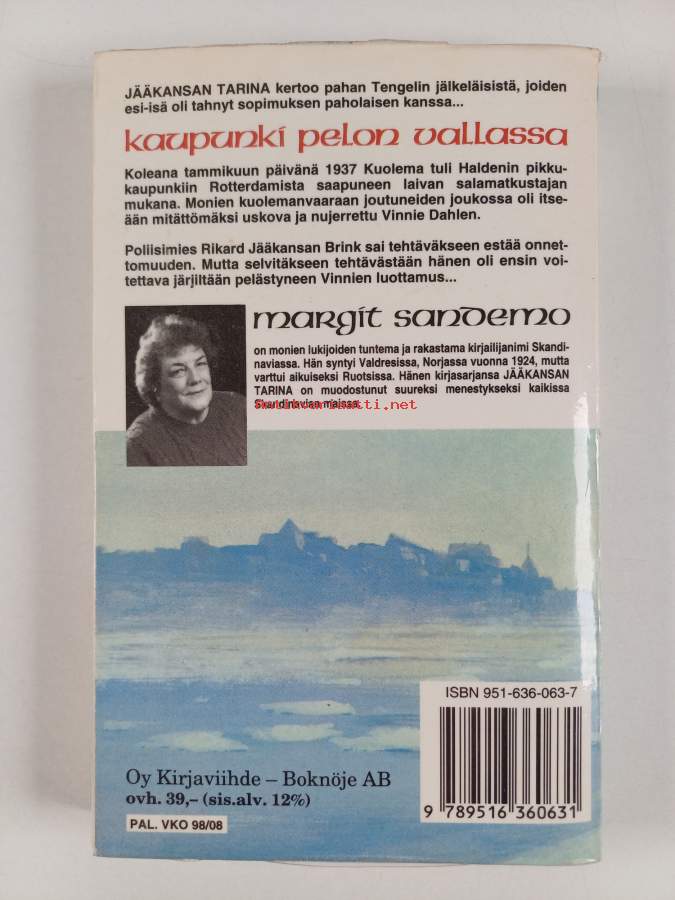 JÄÄKANSAN TARINA kertoo pahan Tengelin jälkeläisistä, joiden
esi-isä oli tahnyt sopimuksen paholaisen kanssa...
kaupunki pelon vallassa
Koleana tammikuun päivänä 1937 Kuolema tuli Haldenin pikku-
kaupunkiin Rotterdamista saapuneen laivan salamatkustajan
mukana. Monien kuolemanvaaraan joutuneiden joukossa oli itse-
ään mitättömäksi uskova ja nujerrettu Vinnie Dahlen.
Poliisimies Rikard Jääkansan Brink sai tehtäväkseen estää onnet-
tomuuden. Mutta selvitäkseen tehtävästään hänen oli ensin voi-
tettava järjiltään pelästyneen Vinnien luottamus...
margit sandemo
on monien lukijoiden tuntema ja rakastama kirjailijanimi Skandi-
naviassa. Hän syntyi Valdresissa, Norjassa vuonna 1924, mutta
varttui aikuiseksi Ruotsissa. Hänen kirjasarjansa JÄÄKANSAN
TARINA on muodostunut suureksi menestykseksi kaikissa
Skandinavian maissa.
Antikvariaatti.net
ISBN 951-636-063-7
Oy Kirjaviihde – Boknöje AB
ovh. 39,– (sis.alv. 12%)
PAL. VKO 98/08
9 789516 360631